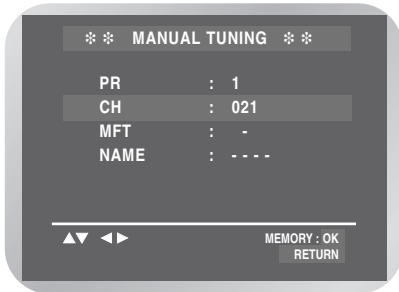 ❇ ❇ MANUAL TUNING ❇ ❇
PR : 1
CH : 021
MFT : -
NAME : - - - -
▲▼ ◀▶ MEMORY : OK
RETURN